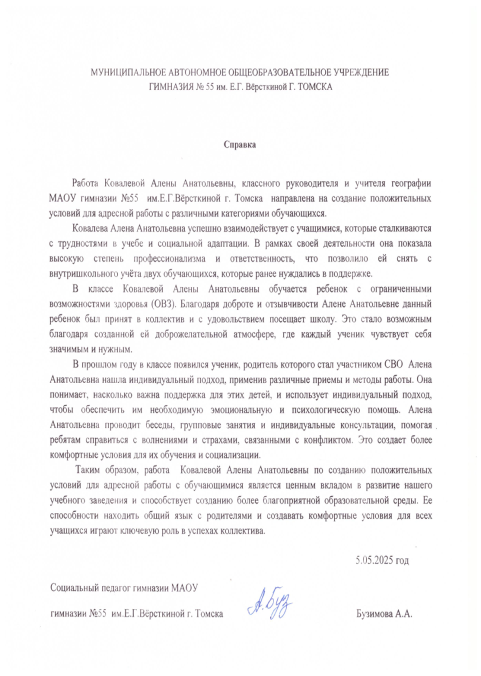 МУНИЦИПАЛЬНОЕ АВТОНОМНОЕ ОБЩЕОБРАЗОВАТЕЛЬНОЕ УЧРЕЖДЕНИЕ
ГИМНАЗИЯ № 55 им. Е.Г. Вёрсткиной Г. ТОМСКА
Справка
Работа Ковалевой Алены Анатольевны, классного руководителя и учителя географии
МАОУ гимназии №55 им.Е.Г.Вёрсткиной г. Томска направлена на создание положительных
условий для адресной работы с различными категориями обучающихся.
Ковалева Алена Анатольевна успешно взаимодействует с учащимися, которые сталкиваются
с трудностями в учебе и социальной адаптации. В рамках своей деятельности она показала
высокую степень профессионализма и ответственность, что позволило ей снять с
внутришкольного учёта двух обучающихся, которые ранее нуждались в поддержке.
В классе Ковалевой Алены Анатольевны обучается ребенок с ограниченными
возможностями здоровья (ОВЗ). Благодаря доброте и отзывчивости Алене Анатольевне данный
ребенок был принят в коллектив и с удовольствием посещает школу. Это стало возможным
благодаря созданной ей доброжелательной атмосфере, где каждый ученик чувствует себя
значимым и нужным.
В прошлом году в классе появился ученик, родитель которого стал участником СВО Алена
Анатольевна нашла индивидуальный подход, применив различные приемы и методы работы. Она
понимает, насколько важна поддержка для этих детей, и использует индивидуальный подход,
чтобы обеспечить им необходимую эмоциональную и психологическую помощь. Алена
Анатольевна проводит беседы, групповые занятия и индивидуальные консультации, помогая
ребятам справиться с волнениями и страхами, связанными с конфликтом. Это создает более
комфортные условия для их обучения и социализации.
Таким образом, работа Ковалевой Алены Анатольевны по созданию положительных
условий для адресной работы с обучающимися является ценным вкладом в развитие нашего
учебного заведения и способствует созданию более благоприятной образовательной среды. Ее
способности находить общий язык с родителями и создавать комфортные условия для всех
учащихся играют ключевую роль в успехах коллектива.
5.05.2025 год
Социальный педагог гимназии МАОУ
гимназии №55 им.Е.Г.Вёрсткиной г. Томска А.Буз Бузимова А.А.